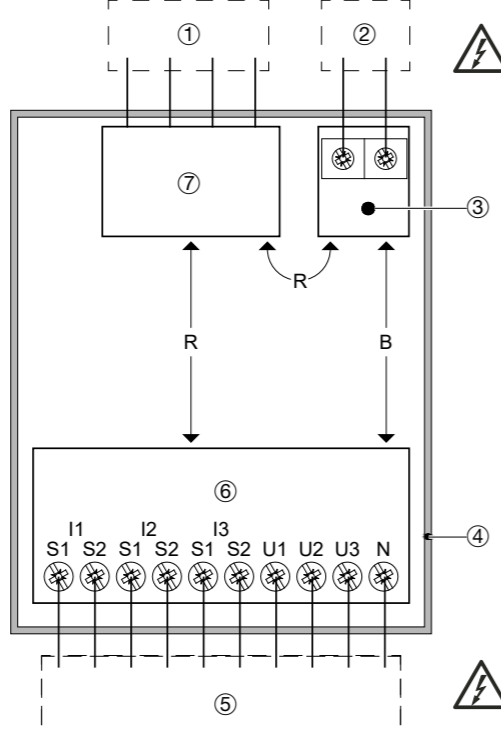 ① ②
⑦
③
R
R B
⑥
I1 I2 I3
S1 S2 S1 S2 S1 S2 U1 U2 U3 N
④
⑤